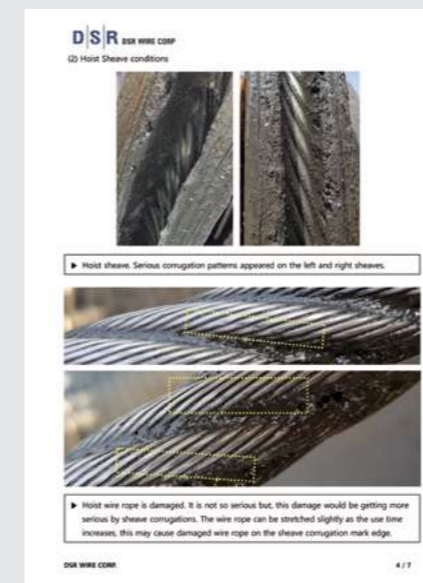 DSR DSR WIRE CORP
(2) Hoist Sheave conditions
▶ Hoist sheave. Serious corrugation patterns appeared on the left and right sheaves.
▶ Hoist wire rope is damaged. It is not so serious but, this damage would be getting more
serious by sheave corrugations. The wire rope can be stretched slightly as the use time
increases, this may cause damaged wire rope on the sheave corrugation mark edge.
DSR WIRE CORP. 4 / 7